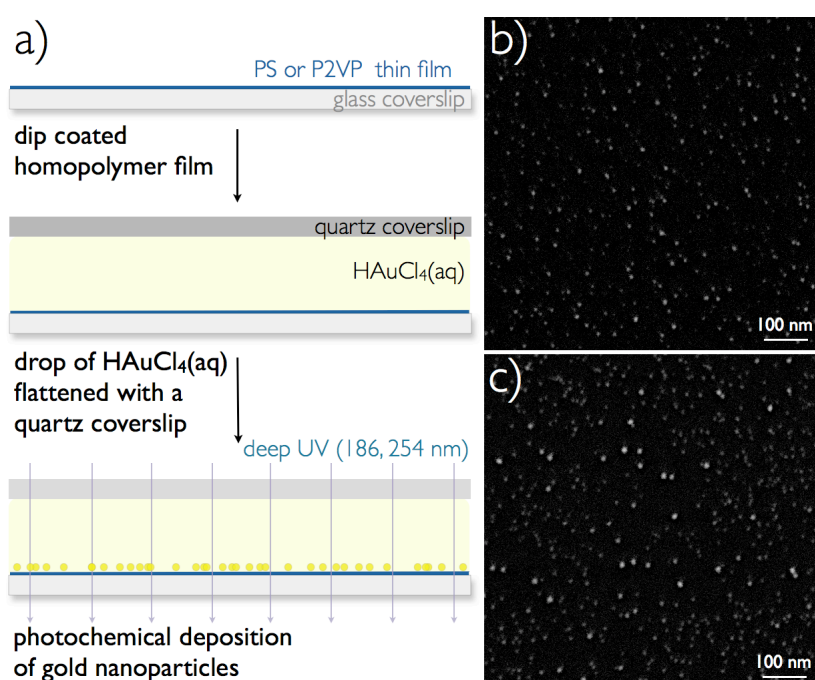 a)
PS or P2VP thin film
glass coverslip
dip coated
homopolymer film
quartz coverslip
HAuCl₄(aq)
drop of HAuCl₄(aq)
flattened with a
quartz coverslip
deep UV (186, 254 nm)
photochemical deposition
of gold nanoparticles
b)
100 nm
c)
100 nm